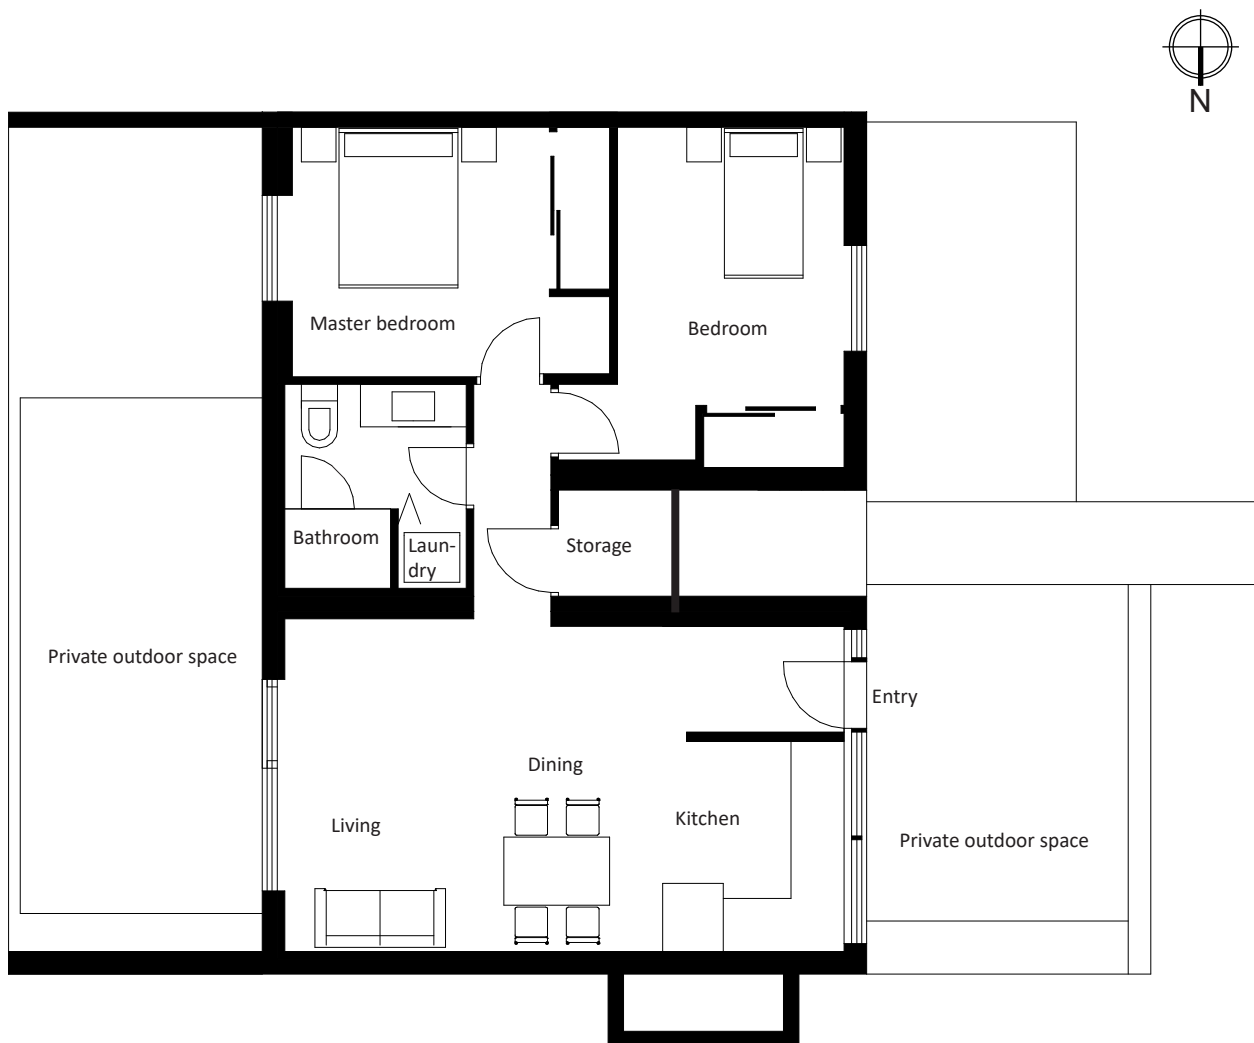 N
Master bedroom
Bedroom
Bathroom
Laun-
dry
Storage
Private outdoor space
Entry
Dining
Living
Kitchen
Private outdoor space